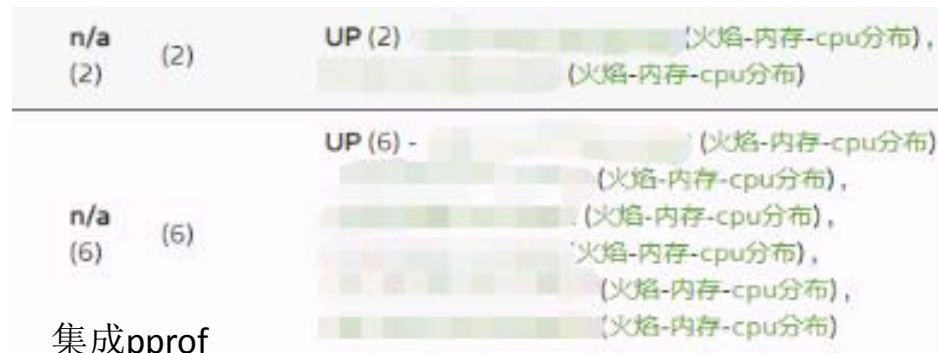 n/a (2) (2) UP (2) (火焰-内存-cpu分布) ,
(火焰-内存-cpu分布)
UP (6) - (火焰-内存-cpu分布)
(火焰-内存-cpu分布) ,
n/a (6) (6) (火焰-内存-cpu分布) ,
火焰-内存-cpu分布) ,
(火焰-内存-cpu分布) ,
(火焰-内存-cpu分布)
集成pprof